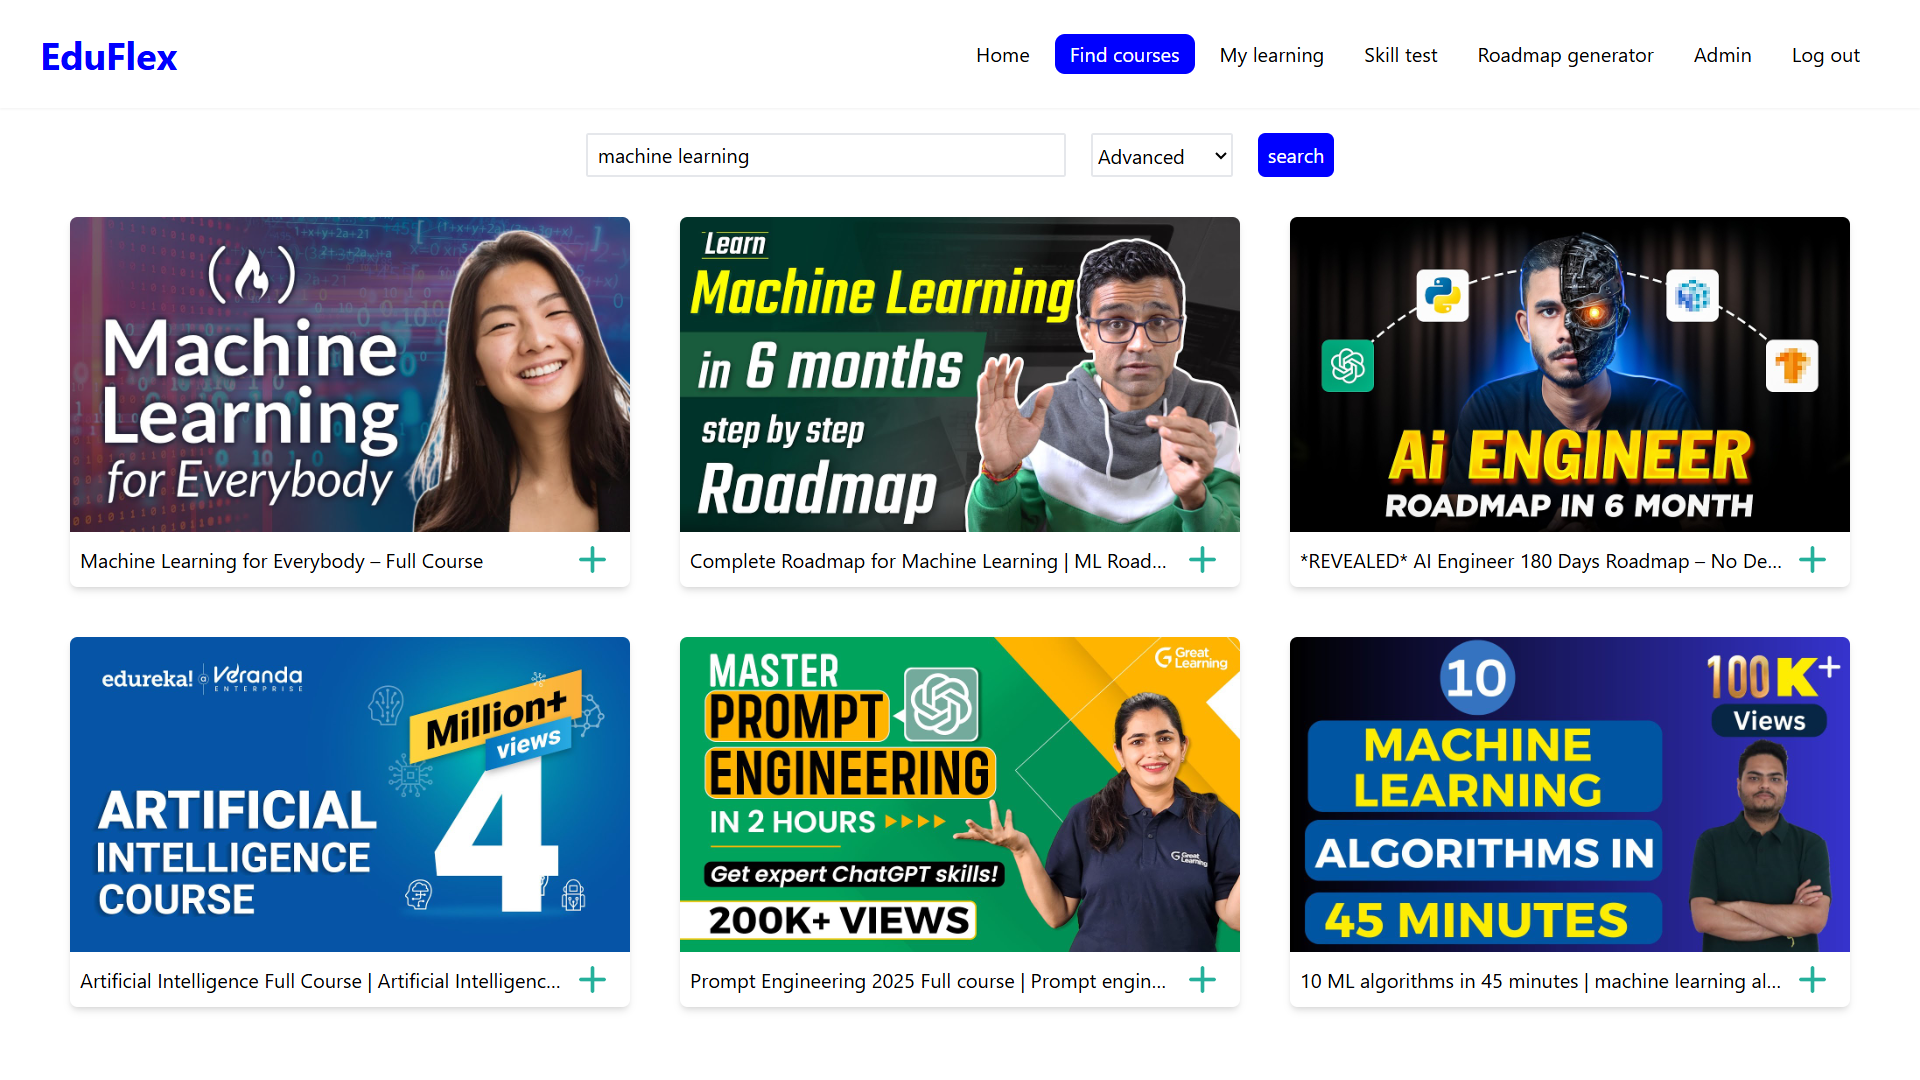 EduFlex
Home
Find courses
My learning
Skill test
Roadmap generator
Admin
Log out
machine learning
Advanced
search
Machine
Learning
for Everybody
Machine Learning for Everybody – Full Course
Learn
Machine Learning
in 6 months
step by step
Roadmap
Complete Roadmap for Machine Learning | ML Road...
Ai ENGINEER
ROADMAP IN 6 MONTH
*REVEALED* AI Engineer 180 Days Roadmap – No De...
edureka!
Veranda
ENTERPRISE
Million+
views
4
ARTIFICIAL
INTELLIGENCE
COURSE
Artificial Intelligence Full Course | Artificial Intelligenc...
Great
Learning
MASTER
PROMPT
ENGINEERING
IN 2 HOURS
Get expert ChatGPT skills!
200K+ VIEWS
Great
Learning
Prompt Engineering 2025 Full course | Prompt engin...
10
100K+
Views
MACHINE
LEARNING
ALGORITHMS IN
45 MINUTES
10 ML algorithms in 45 minutes | machine learning al...